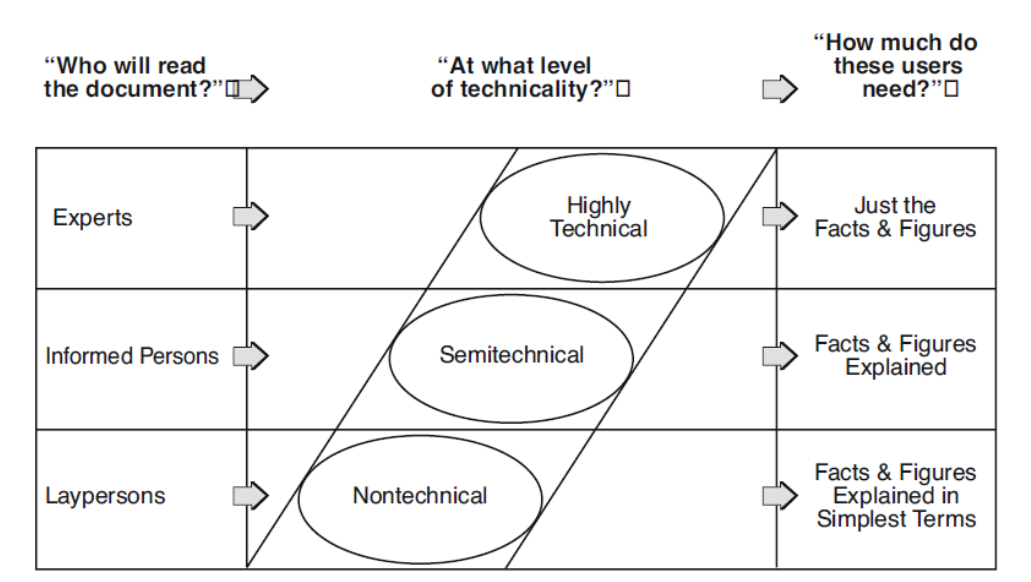 “Who will read
the document?”
“At what level
of technicality?”
“How much do
these users
need?”
Experts
Highly
Technical
Just the
Facts & Figures
Informed Persons
Semitechnical
Facts & Figures
Explained
Laypersons
Nontechnical
Facts & Figures
Explained in
Simplest Terms